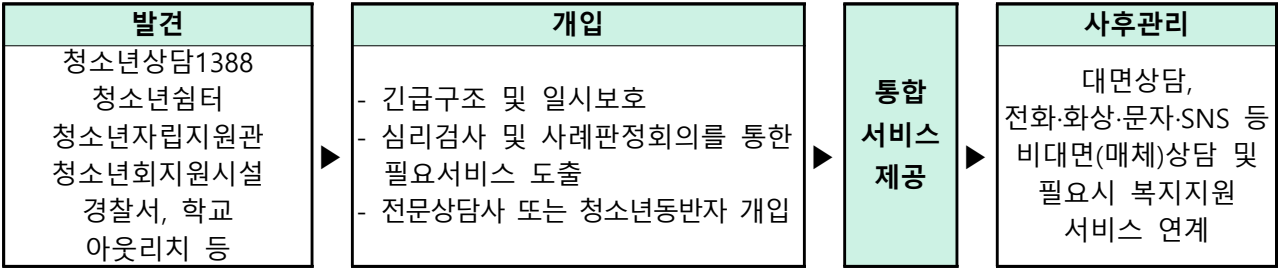 발견
청소년상담1388
청소년쉼터
청소년자립지원관
청소년회지원시설
경찰서, 학교
아웃리치 등
▶
개입
- 긴급구조 및 일시보호
- 심리검사 및 사례판정회의를 통한
필요서비스 도출
- 전문상담사 또는 청소년동반자 개입
▶
통합
서비스
제공
▶
사후관리
대면상담,
전화·화상·문자·SNS 등
비대면(매체)상담 및
필요시 복지지원
서비스 연계